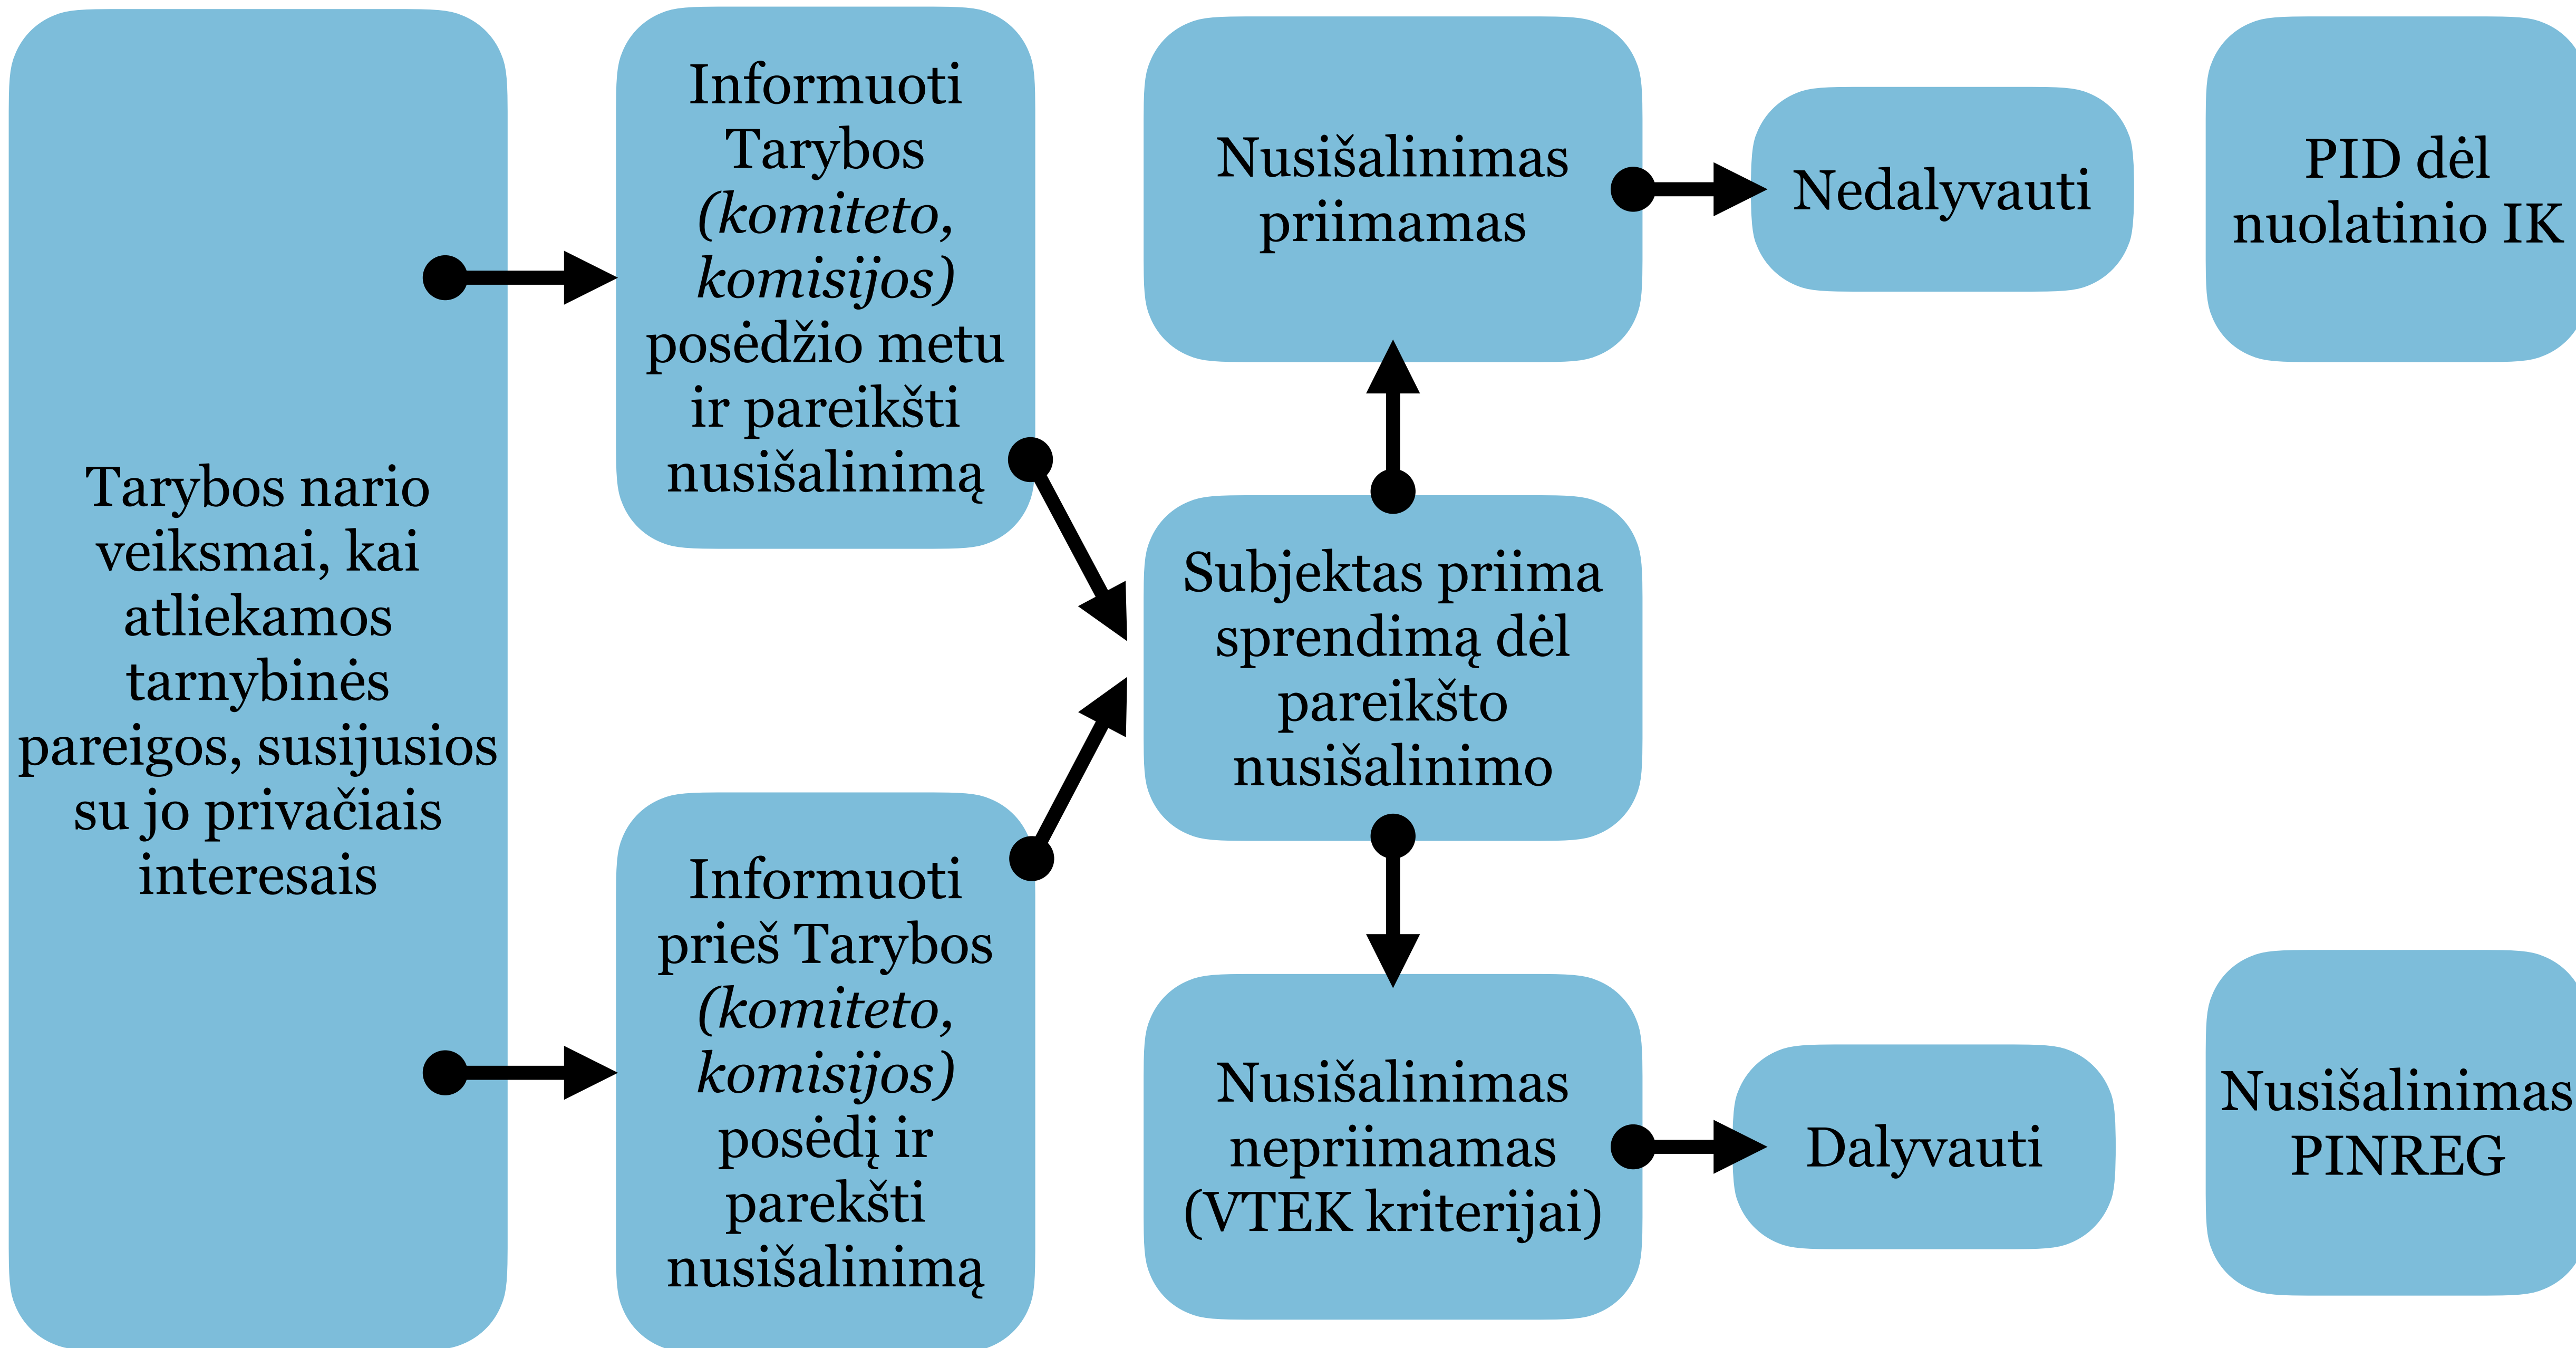 Tarybos nario
veiksmai, kai
atliekamos
tarnybinės
pareigos, susijusios
su jo privačiais
interesais
Informuoti
Tarybos
(komiteto,
komisijos)
posėdžio metu
ir pareikšti
nusišalinimą
Informuoti
prieš Tarybos
(komiteto,
komisijos)
posėdį ir
parekšti
nusišalinimą
Subjektas priima
sprendimą dėl
pareikšto
nusišalinimo
Nusišalinimas
priimamas
Nedalyvauti
Nusišalinimas
nepriimamas
(VTEK kriterijai)
Dalyvauti
PID dėl
nuolatinio IK
Nusišalinimas
PINREG